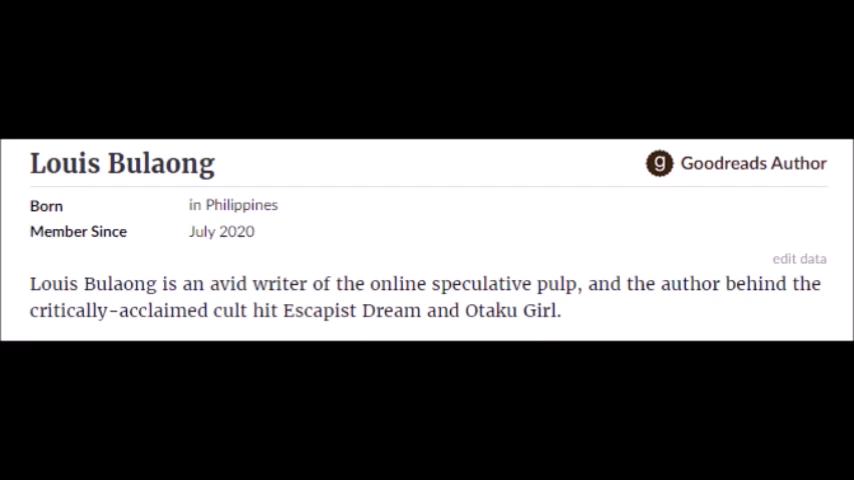 Louis Bulaong
g Goodreads Author
Born in Philippines
Member Since July 2020
edit data
Louis Bulaong is an avid writer of the online speculative pulp, and the author behind the
critically-acclaimed cult hit Escapist Dream and Otaku Girl.